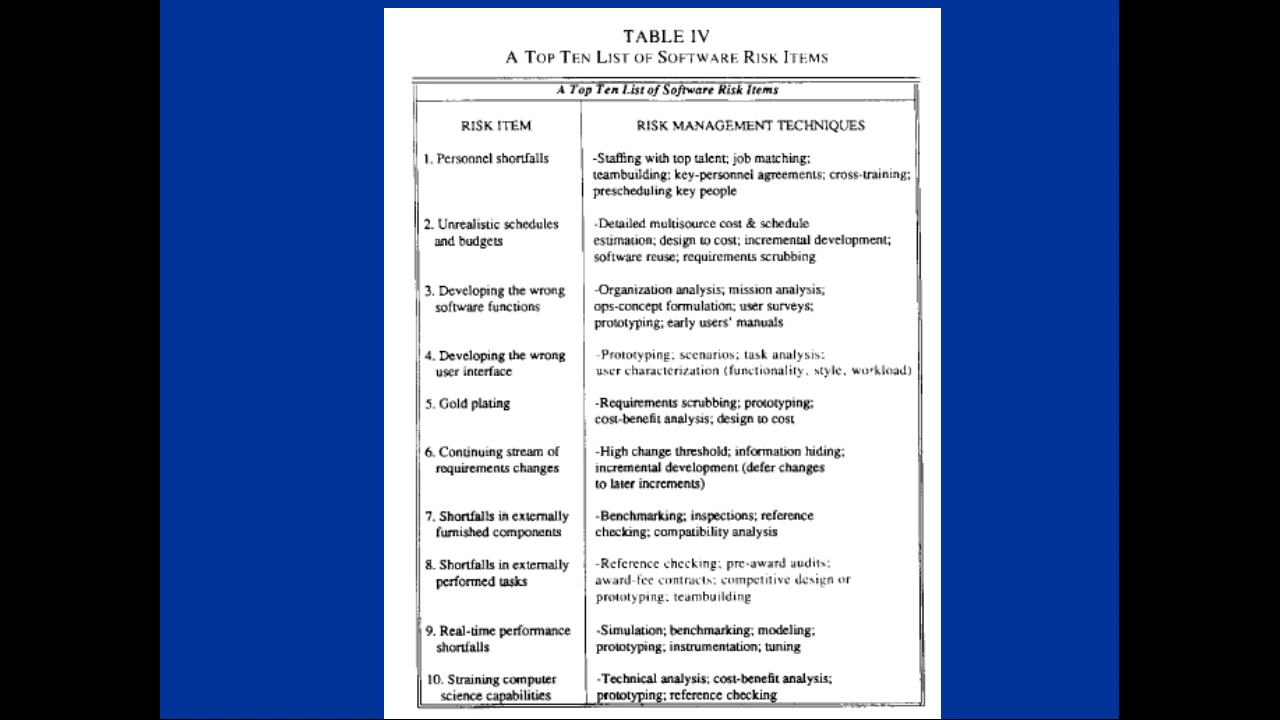 TABLE IV
A TOP TEN LIST OF SOFTWARE RISK ITEMS
A Top Ten List of Software Risk Items
RISK ITEM
RISK MANAGEMENT TECHNIQUES
1. Personnel shortfalls
-Staffing with top talent; job matching;
teambuilding; key-personnel agreements; cross-training;
prescheduling key people
2. Unrealistic schedules
and budgets
-Detailed multisource cost & schedule
estimation; design to cost; incremental development;
software reuse; requirements scrubbing
3. Developing the wrong
software functions
-Organization analysis; mission analysis;
ops-concept formulation; user surveys;
prototyping; early users' manuals
4. Developing the wrong
user interface
-Prototyping; scenarios; task analysis;
user characterization (functionality, style, workload)
5. Gold plating
-Requirements scrubbing; prototyping;
cost-benefit analysis; design to cost
6. Continuing stream of
requirements changes
-High change threshold; information hiding;
incremental development (defer changes
to later increments)
7. Shortfalls in externally
furnished components
-Benchmarking; inspections; reference
checking; compatibility analysis
8. Shortfalls in externally
performed tasks
-Reference checking; pre-award audits;
award-fee contracts; competitive design or
prototyping; teambuilding
9. Real-time performance
shortfalls
-Simulation; benchmarking; modeling;
prototyping; instrumentation; tuning
10. Straining computer
science capabilities
-Technical analysis; cost-benefit analysis;
prototyping; reference checking